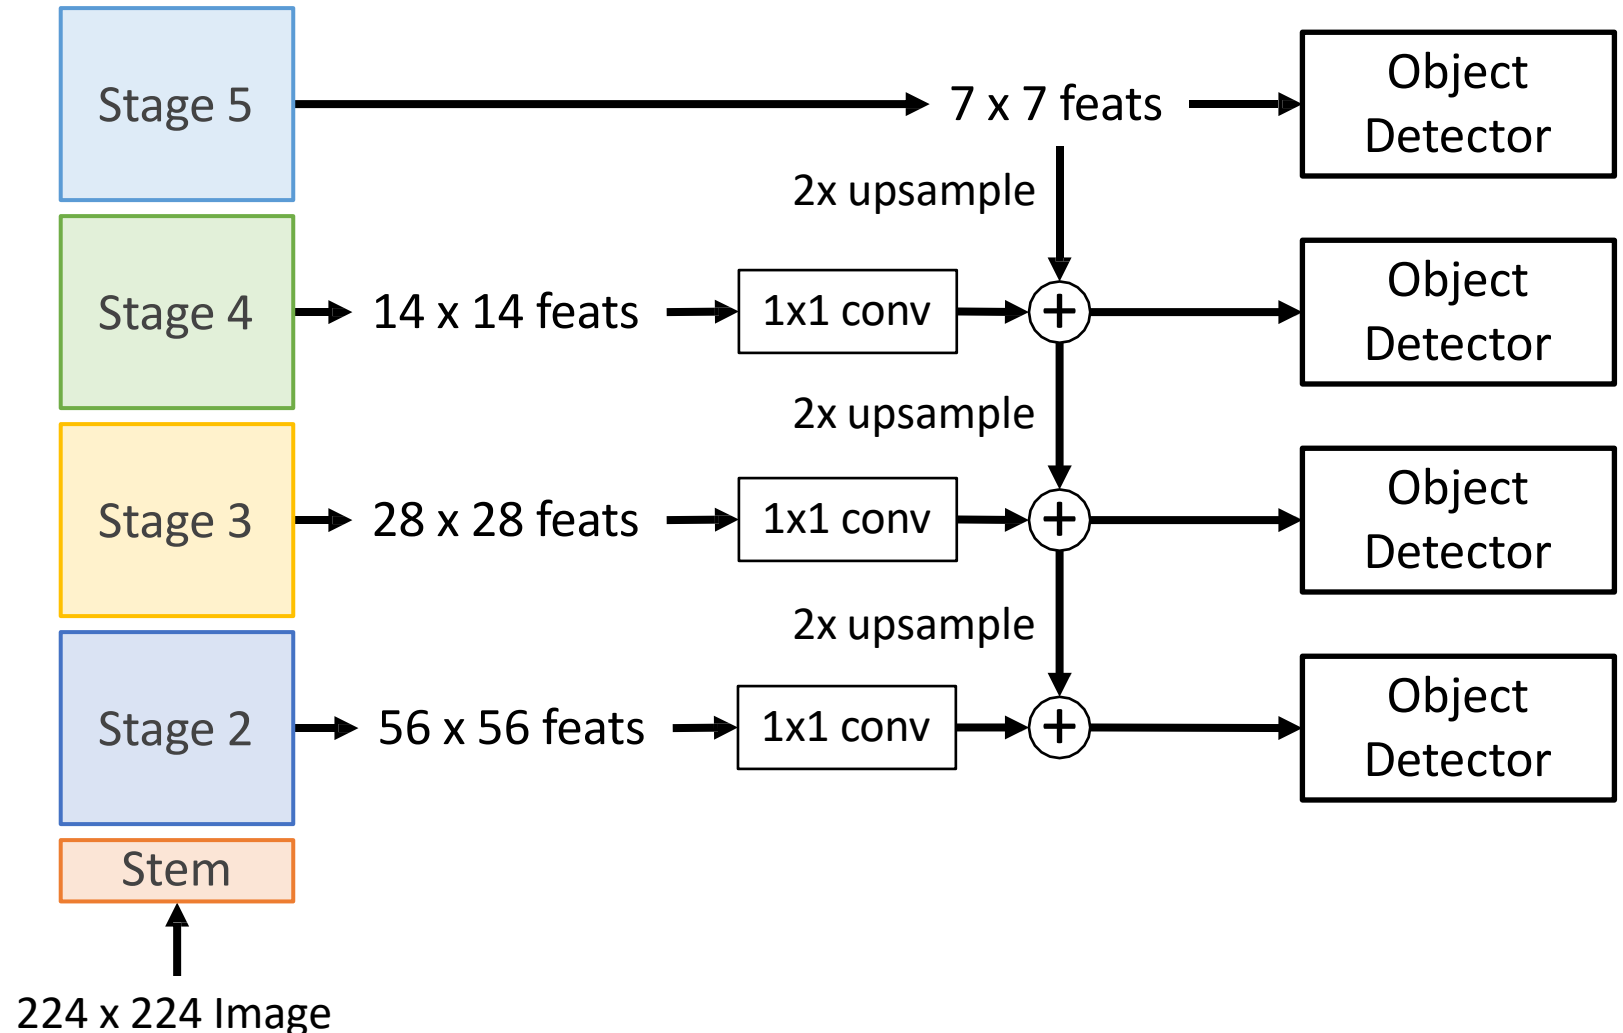 Stage 5
7 x 7 feats
Object
Detector
2x upsample
Stage 4
14 x 14 feats
1x1 conv
+
Object
Detector
2x upsample
Stage 3
28 x 28 feats
1x1 conv
+
Object
Detector
2x upsample
Stage 2
56 x 56 feats
1x1 conv
+
Object
Detector
Stem
224 x 224 Image